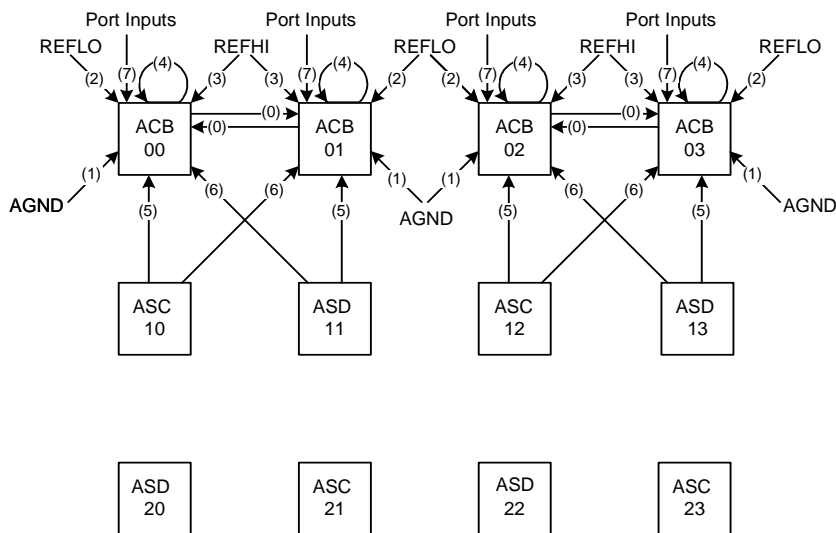 Port Inputs Port Inputs Port Inputs Port Inputs
REFLO REFHI REFLO REFHI REFLO
(2) (7) (4) (3) (3) (7) (4) (2) (2) (7) (4) (3) (3) (7) (4) (2)
(0) (0)
ACB ACB ACB ACB
00 01 02 03
(0) (0)
(1) (1) (1) (1)
AGND AGND AGND
(5) (6) (6) (5) (5) (6) (6) (5)
ASC ASD ASC ASD
10 11 12 13
ASD ASC ASD ASC
20 21 22 23